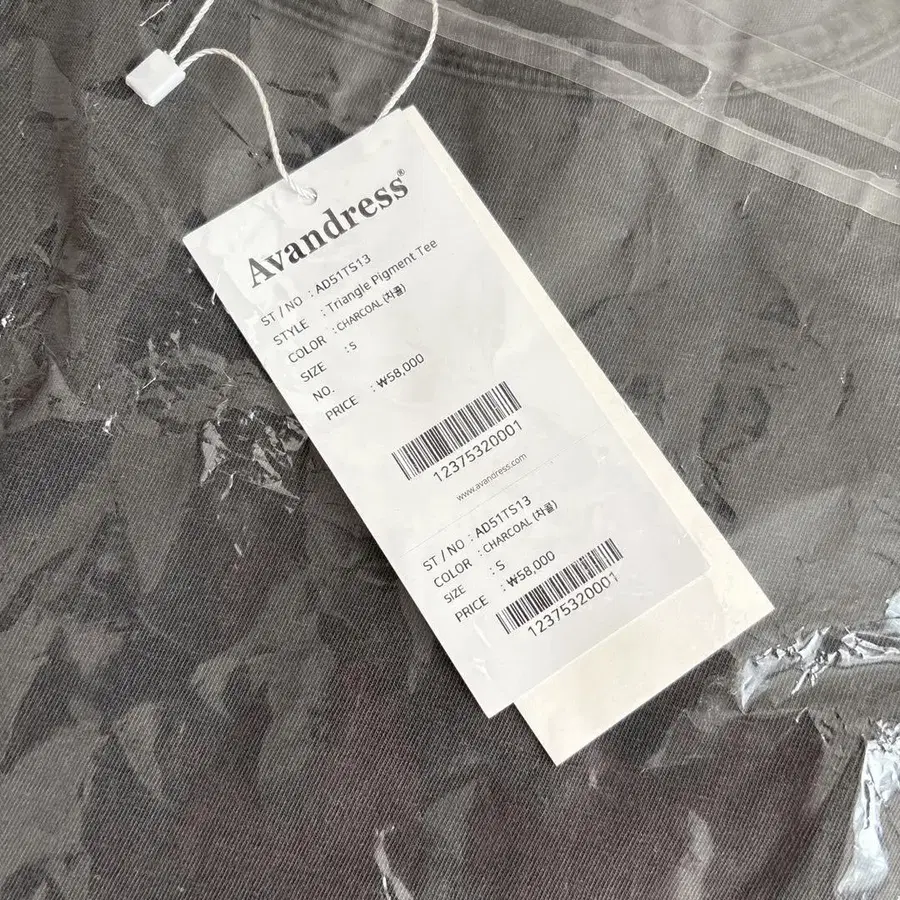 Avandress®
ST / NO : AD51TS13
STYLE : Triangle Pigment Tee
COLOR : CHARCOAL (차콜)
SIZE : S
NO.
PRICE : ₩58,000
12375320001
www.avandress.com
ST / NO : AD51TS13
COLOR : CHARCOAL (차콜)
SIZE : S
PRICE : ₩58,000
12375320001